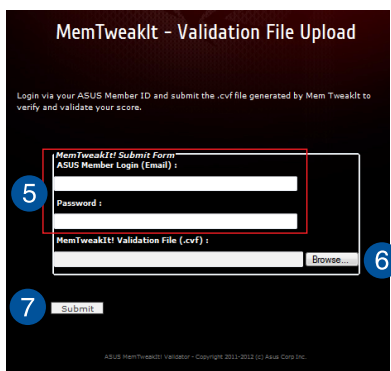 MemTweakIt - Validation File Upload
Login via your ASUS Member ID and submit the .cvf file generated by Mem TweakIt to
verify and validate your score.
MemTweakIt! Submit Form
ASUS Member Login (Email) :
5
Password :
MemTweakIt! Validation File (.cvf) :
Browse...
6
7
Submit
ASUS MemTweakIt! Validator - Copyright 2011-2012 (c) Asus Corp Inc.